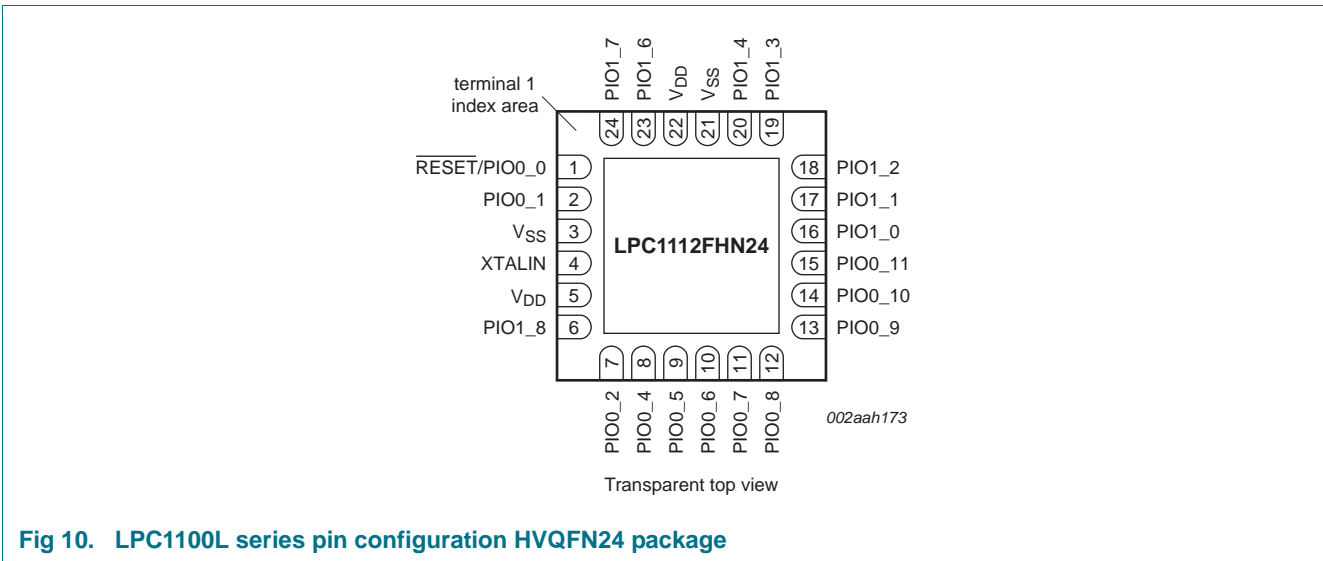 PIO1_7
PIO1_6
VDD
VSS
PIO1_4
PIO1_3
terminal 1
index area
24
23
22
21
20
19
RESET/PIO0_0 1
PIO0_1 2
VSS 3
XTALIN 4
VDD 5
PIO1_8 6
LPC1112FHN24
18 PIO1_2
17 PIO1_1
16 PIO1_0
15 PIO0_11
14 PIO0_10
13 PIO0_9
7
8
9
10
11
12
PIO0_2
PIO0_4
PIO0_5
PIO0_6
PIO0_7
PIO0_8
002aah173
Transparent top view
Fig 10. LPC1100L series pin configuration HVQFN24 package